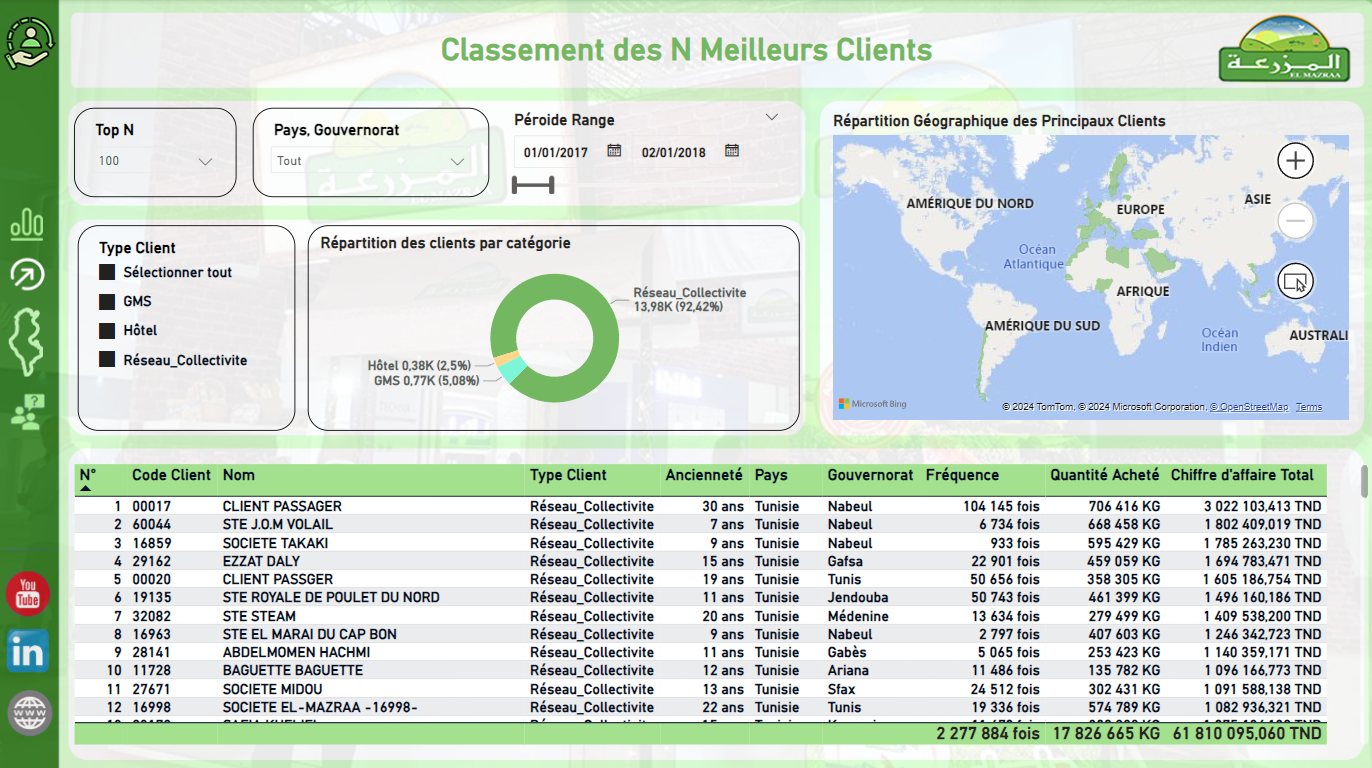 Classement des N Meilleurs Clients
المزرعة
EL MAZRAA
Top N
100
Pays, Gouvernorat
Tout
Péroide Range
01/01/2017
02/01/2018
Type Client
Sélectionner tout
GMS
Hôtel
Réseau_Collectivite
Répartition des clients par catégorie
Réseau_Collectivite
13,98K (92,42%)
Hôtel 0,38K (2,5%)
GMS 0,77K (5,08%)
Répartition Géographique des Principaux Clients
AMÉRIQUE DU NORD
EUROPE
ASIE
Océan
Atlantique
AFRIQUE
AMÉRIQUE DU SUD
Océan
Indien
AUSTRALI
Microsoft Bing
© 2024 TomTom, © 2024 Microsoft Corporation, © OpenStreetMap Terms
N° Code Client Nom Type Client Ancienneté Pays Gouvernorat Fréquence Quantité Acheté Chiffre d'affaire Total
1 00017 CLIENT PASSAGER Réseau_Collectivite 30 ans Tunisie Nabeul 104 145 fois 706 416 KG 3 022 103,413 TND
2 60044 STE J.O.M VOLAIL Réseau_Collectivite 7 ans Tunisie Nabeul 6 734 fois 668 458 KG 1 802 409,019 TND
3 16859 SOCIETE TAKAKI Réseau_Collectivite 9 ans Tunisie Nabeul 933 fois 595 429 KG 1 785 263,230 TND
4 29162 EZZAT DALY Réseau_Collectivite 15 ans Tunisie Gafsa 22 901 fois 459 059 KG 1 694 783,471 TND
5 00020 CLIENT PASSGER Réseau_Collectivite 19 ans Tunisie Tunis 50 656 fois 358 305 KG 1 605 186,754 TND
6 19135 STE ROYALE DE POULET DU NORD Réseau_Collectivite 11 ans Tunisie Jendouba 50 743 fois 461 399 KG 1 496 160,186 TND
7 32082 STE STEAM Réseau_Collectivite 20 ans Tunisie Médenine 13 634 fois 279 499 KG 1 409 538,200 TND
8 16963 STE EL MARAI DU CAP BON Réseau_Collectivite 9 ans Tunisie Nabeul 2 797 fois 407 603 KG 1 246 342,723 TND
9 28141 ABDELMOMEN HACHMI Réseau_Collectivite 11 ans Tunisie Gabès 5 065 fois 253 423 KG 1 140 359,171 TND
10 11728 BAGUETTE BAGUETTE Réseau_Collectivite 12 ans Tunisie Ariana 11 486 fois 135 782 KG 1 096 166,773 TND
11 27671 SOCIETE MIDOU Réseau_Collectivite 13 ans Tunisie Sfax 24 512 fois 302 431 KG 1 091 588,138 TND
12 16998 SOCIETE EL-MAZRAA -16998- Réseau_Collectivite 22 ans Tunisie Tunis 19 336 fois 574 789 KG 1 082 936,321 TND
2 277 884 fois 17 826 665 KG 61 810 095,060 TND
You
Tube
in
www